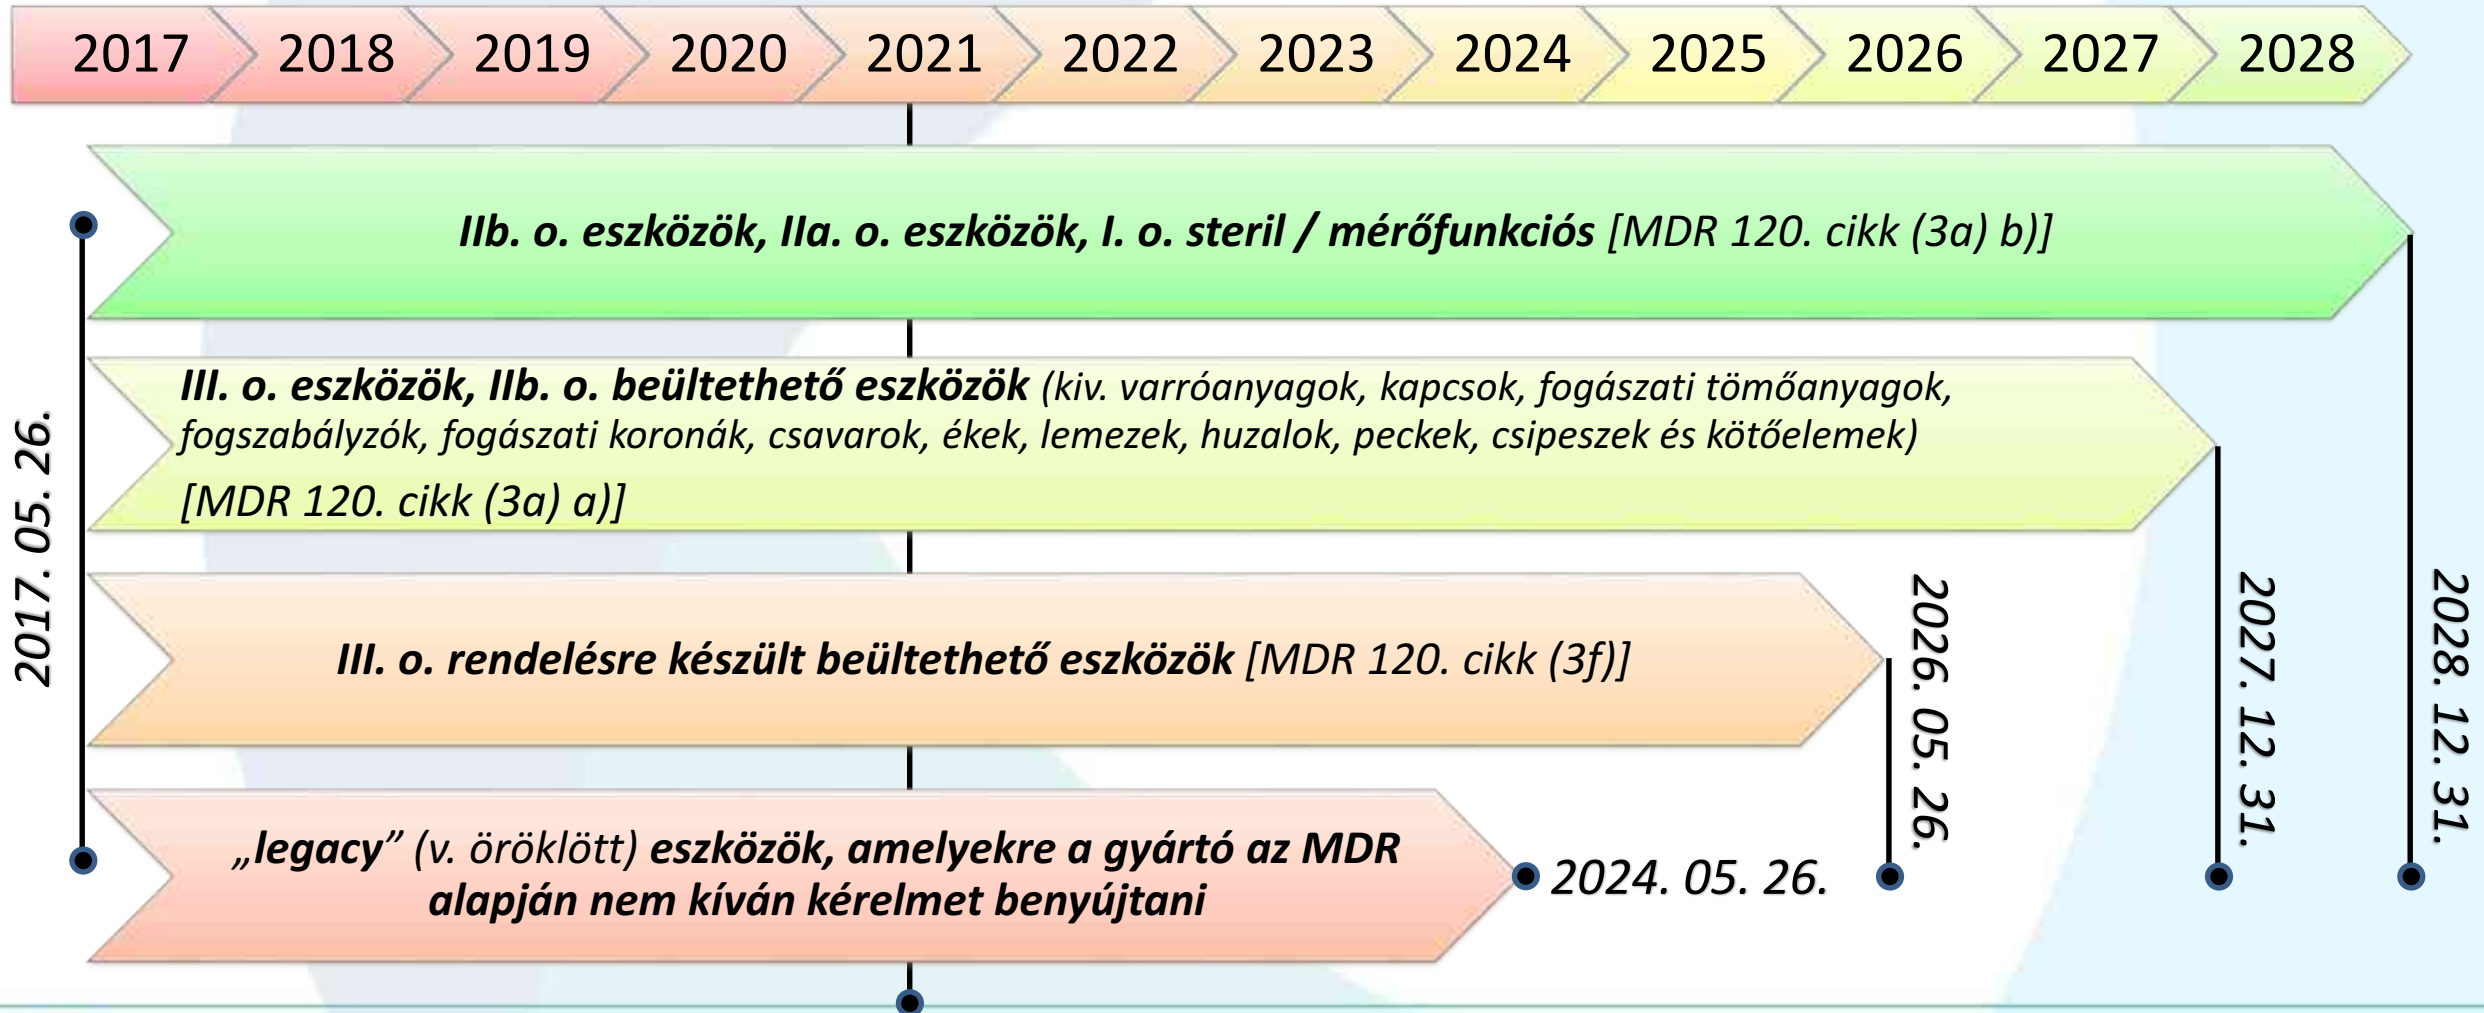 2017 2018 2019 2020 2021 2022 2023 2024 2025 2026 2027 2028
IIb. o. eszközök, IIa. o. eszközök, I. o. steril / mérőfunkciós [MDR 120. cikk (3a) b)]
III. o. eszközök, IIb. o. beültethető eszközök (kiv. varróanyagok, kapcsok, fogászati tömőanyagok,
fogszabályzók, fogászati koronák, csavarok, ékek, lemezek, huzalok, peckek, csipeszek és kötőelemek)
[MDR 120. cikk (3a) a)]
2017. 05. 26.
III. o. rendelésre készült beültethető eszközök [MDR 120. cikk (3f)]
2026. 05. 26.
2027. 12. 31.
2028. 12. 31.
„legacy” (v. öröklött) eszközök, amelyekre a gyártó az MDR
alapján nem kíván kérelmet benyújtani
2024. 05. 26.